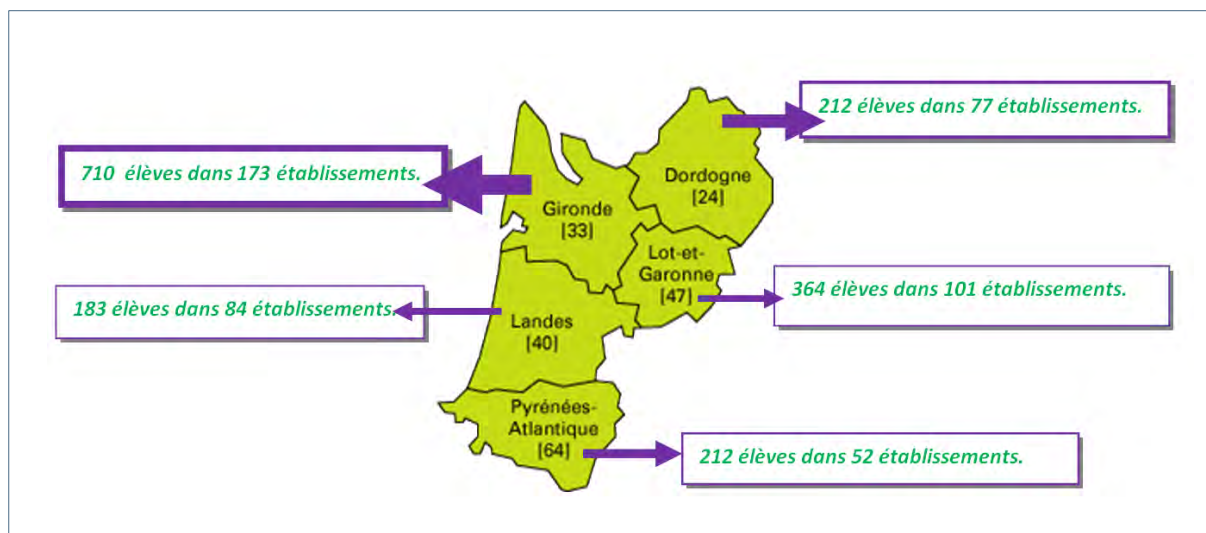 212 élèves dans 77 établissements.
710 élèves dans 173 établissements.
Dordogne
[24]
Gironde
[33]
Lot-et-
Garonne
[47]
364 élèves dans 101 établissements.
183 élèves dans 84 établissements.
Landes
[40]
Pyrénées-
Atlantique
[64]
212 élèves dans 52 établissements.